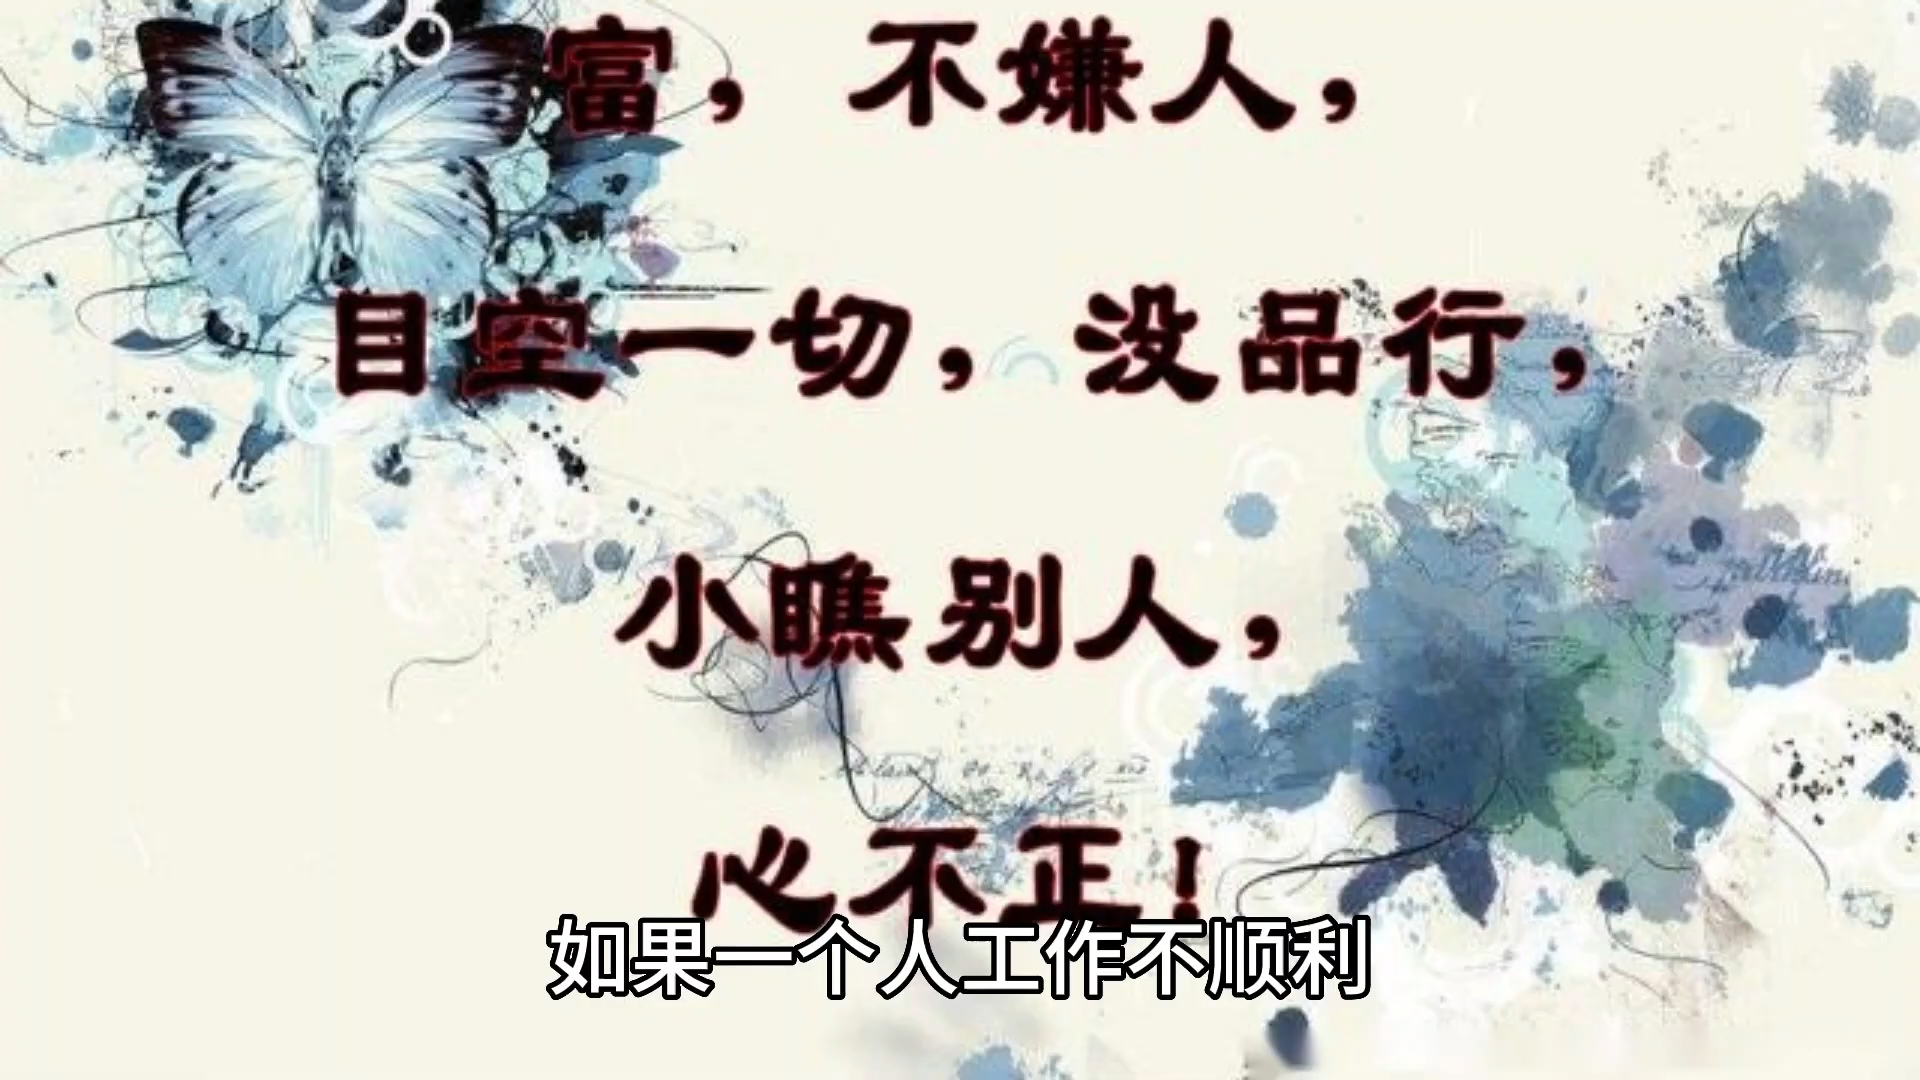 富，不嫌人，
目空一切，没品行，
小瞧别人，
心不正！
如果一个人工作不顺利